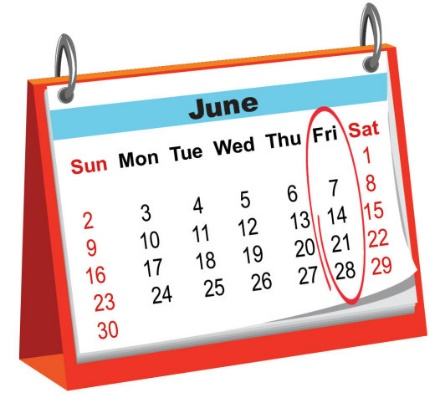 June
Sun Mon Tue Wed Thu Fri Sat
1
2 3 4 5 6 7 8
9 10 11 12 13 14 15
16 17 18 19 20 21 22
23 24 25 26 27 28 29
30